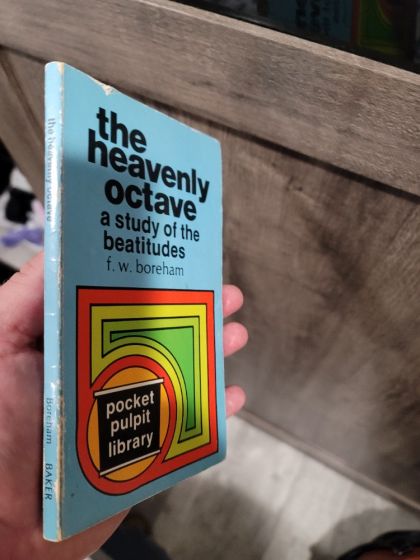 the
heavenly
octave
a study of the
beatitudes
f. w. boreham
pocket
pulpit
library
the heavenly octave
Boreham
BAKER